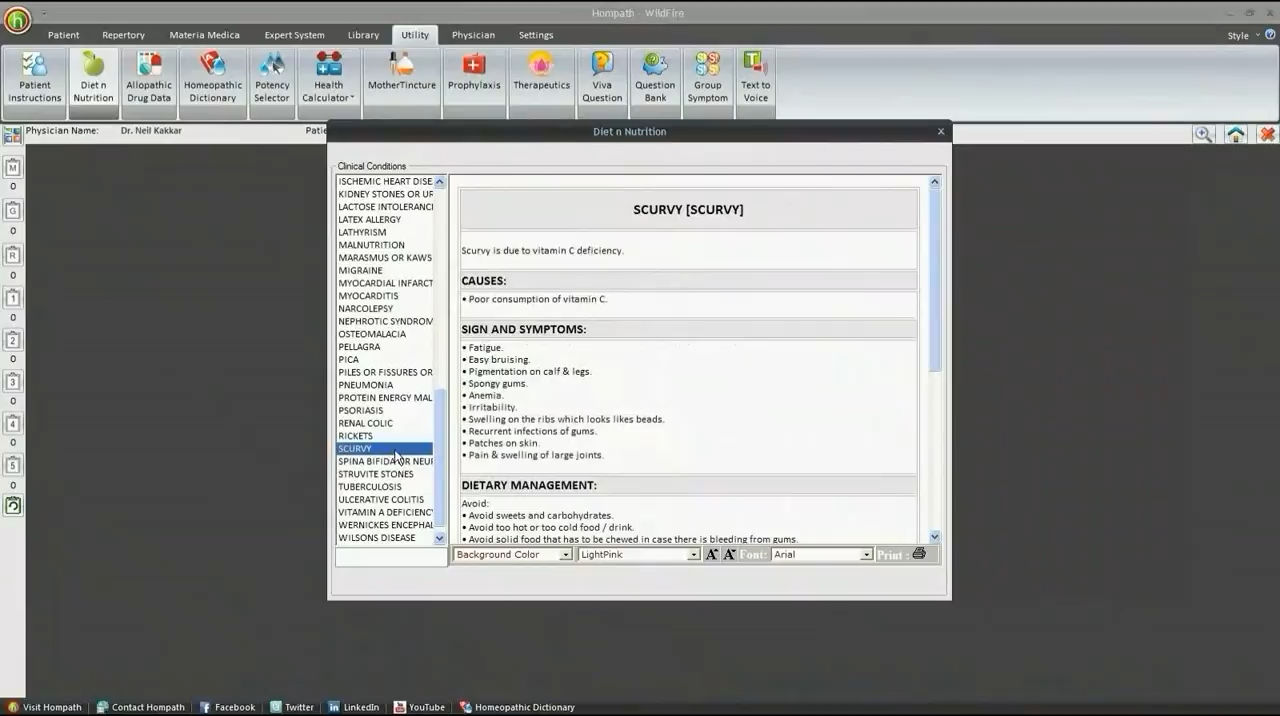 Hompath - WildFire
Patient Repertory Materia Medica Expert System Library Utility Physician Settings Style
Patient Instructions
Diet n Nutrition
Allopathic Drug Data
Homeopathic Dictionary
Potency Selector
Health Calculator
MotherTincture
Prophylaxis
Therapeutics
Viva Question
Question Bank
Group Symptom
Text to Voice
Physician Name: Dr. Neil Kakkar
Diet n Nutrition
M
0
G
0
R
0
1
0
2
0
3
0
4
0
5
0
Clinical Conditions
ISCHEMIC HEART DISE
KIDNEY STONES OR UR
LACTOSE INTOLERANC
LATEX ALLERGY
LATHYRISM
MALNUTRITION
MARASMUS OR KAWS
MIGRAINE
MYOCARDIAL INFARCT
MYOCARDITIS
NARCOLEPSY
NEPHROTIC SYNDROM
OSTEOMALACIA
PELLAGRA
PICA
PILES OR FISSURES OR
PNEUMONIA
PROTEIN ENERGY MAL
PSORIASIS
RENAL COLIC
RICKETS
SCURVY
SPINA BIFIDA OR NEUR
STRUVITE STONES
TUBERCULOSIS
ULCERATIVE COLITIS
VITAMIN A DEFICIENC
WERNICKES ENCEPHAL
WILSONS DISEASE
SCURVY [SCURVY]
Scurvy is due to vitamin C deficiency.
CAUSES:
• Poor consumption of vitamin C.
SIGN AND SYMPTOMS:
• Fatigue.
• Easy bruising.
• Pigmentation on calf & legs.
• Spongy gums.
• Anemia.
• Irritability.
• Swelling on the ribs which looks likes beads.
• Recurrent infections of gums.
• Patches on skin.
• Pain & swelling of large joints.
DIETARY MANAGEMENT:
Avoid:
• Avoid sweets and carbohydrates.
• Avoid too hot or too cold food / drink.
• Avoid solid food that has to be chewed in case there is bleeding from gums.
Background Color LightPink A A Font: Arial Print :
Visit Hompath Contact Hompath Facebook Twitter LinkedIn YouTube Homeopathic Dictionary